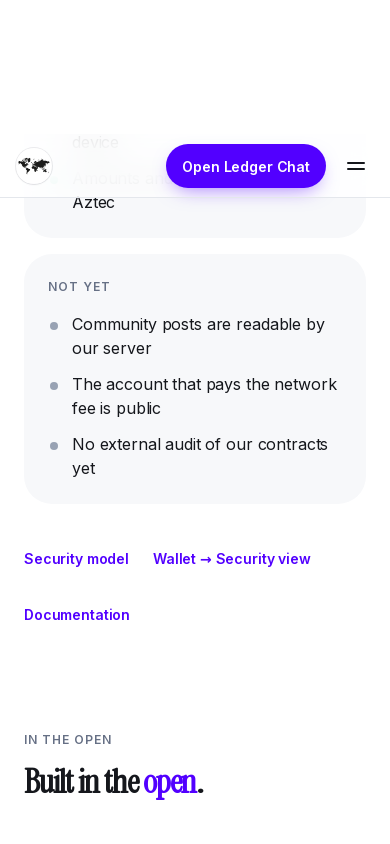 device
Open Ledger Chat
Aztec
NOT YET
Community posts are readable by
our server
The account that pays the network
fee is public
No external audit of our contracts
yet
Security model
Wallet → Security view
Documentation
IN THE OPEN
Built in the open.